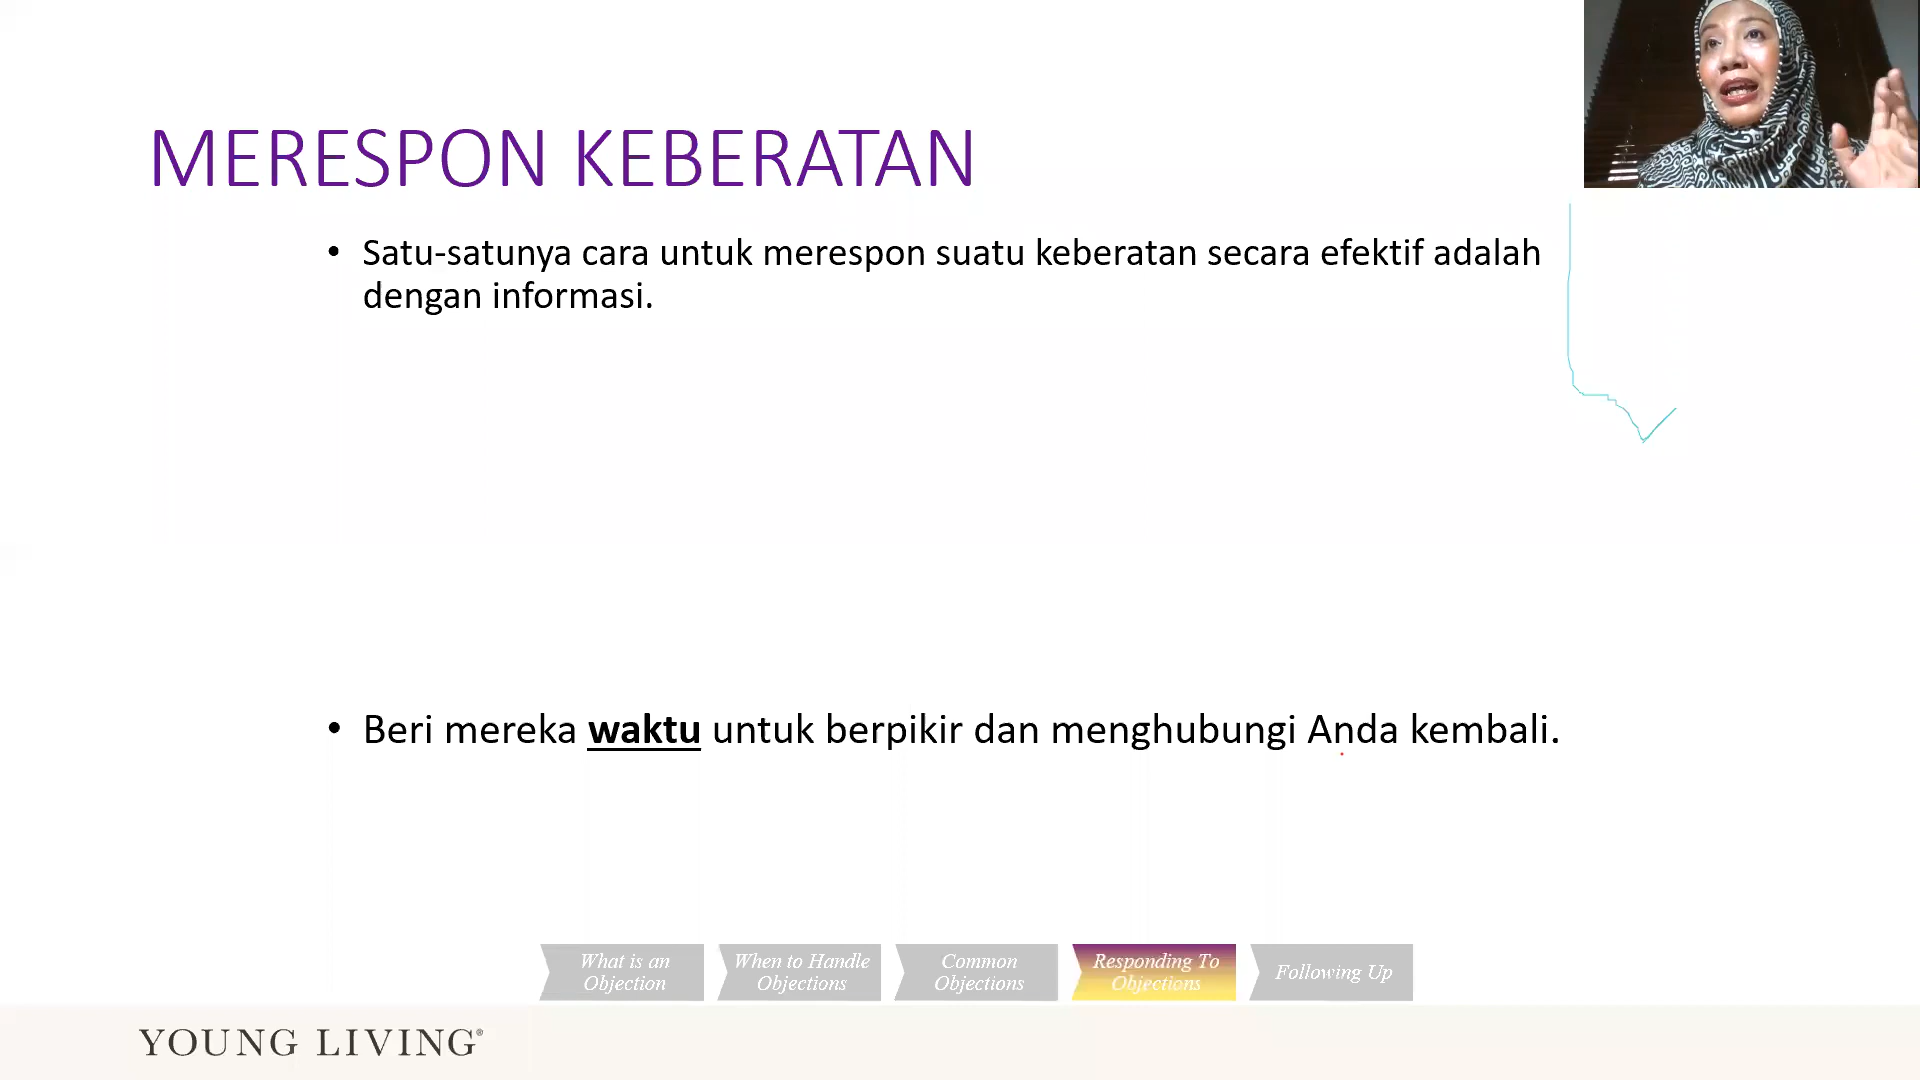 MERESPON KEBERATAN
• Satu-satunya cara untuk merespon suatu keberatan secara efektif adalah
dengan informasi.
• Beri mereka waktu untuk berpikir dan menghubungi Anda kembali.
What is an
Objection
When to Handle
Objections
Common
Objections
Responding To
Objections
Following Up
YOUNG LIVING®